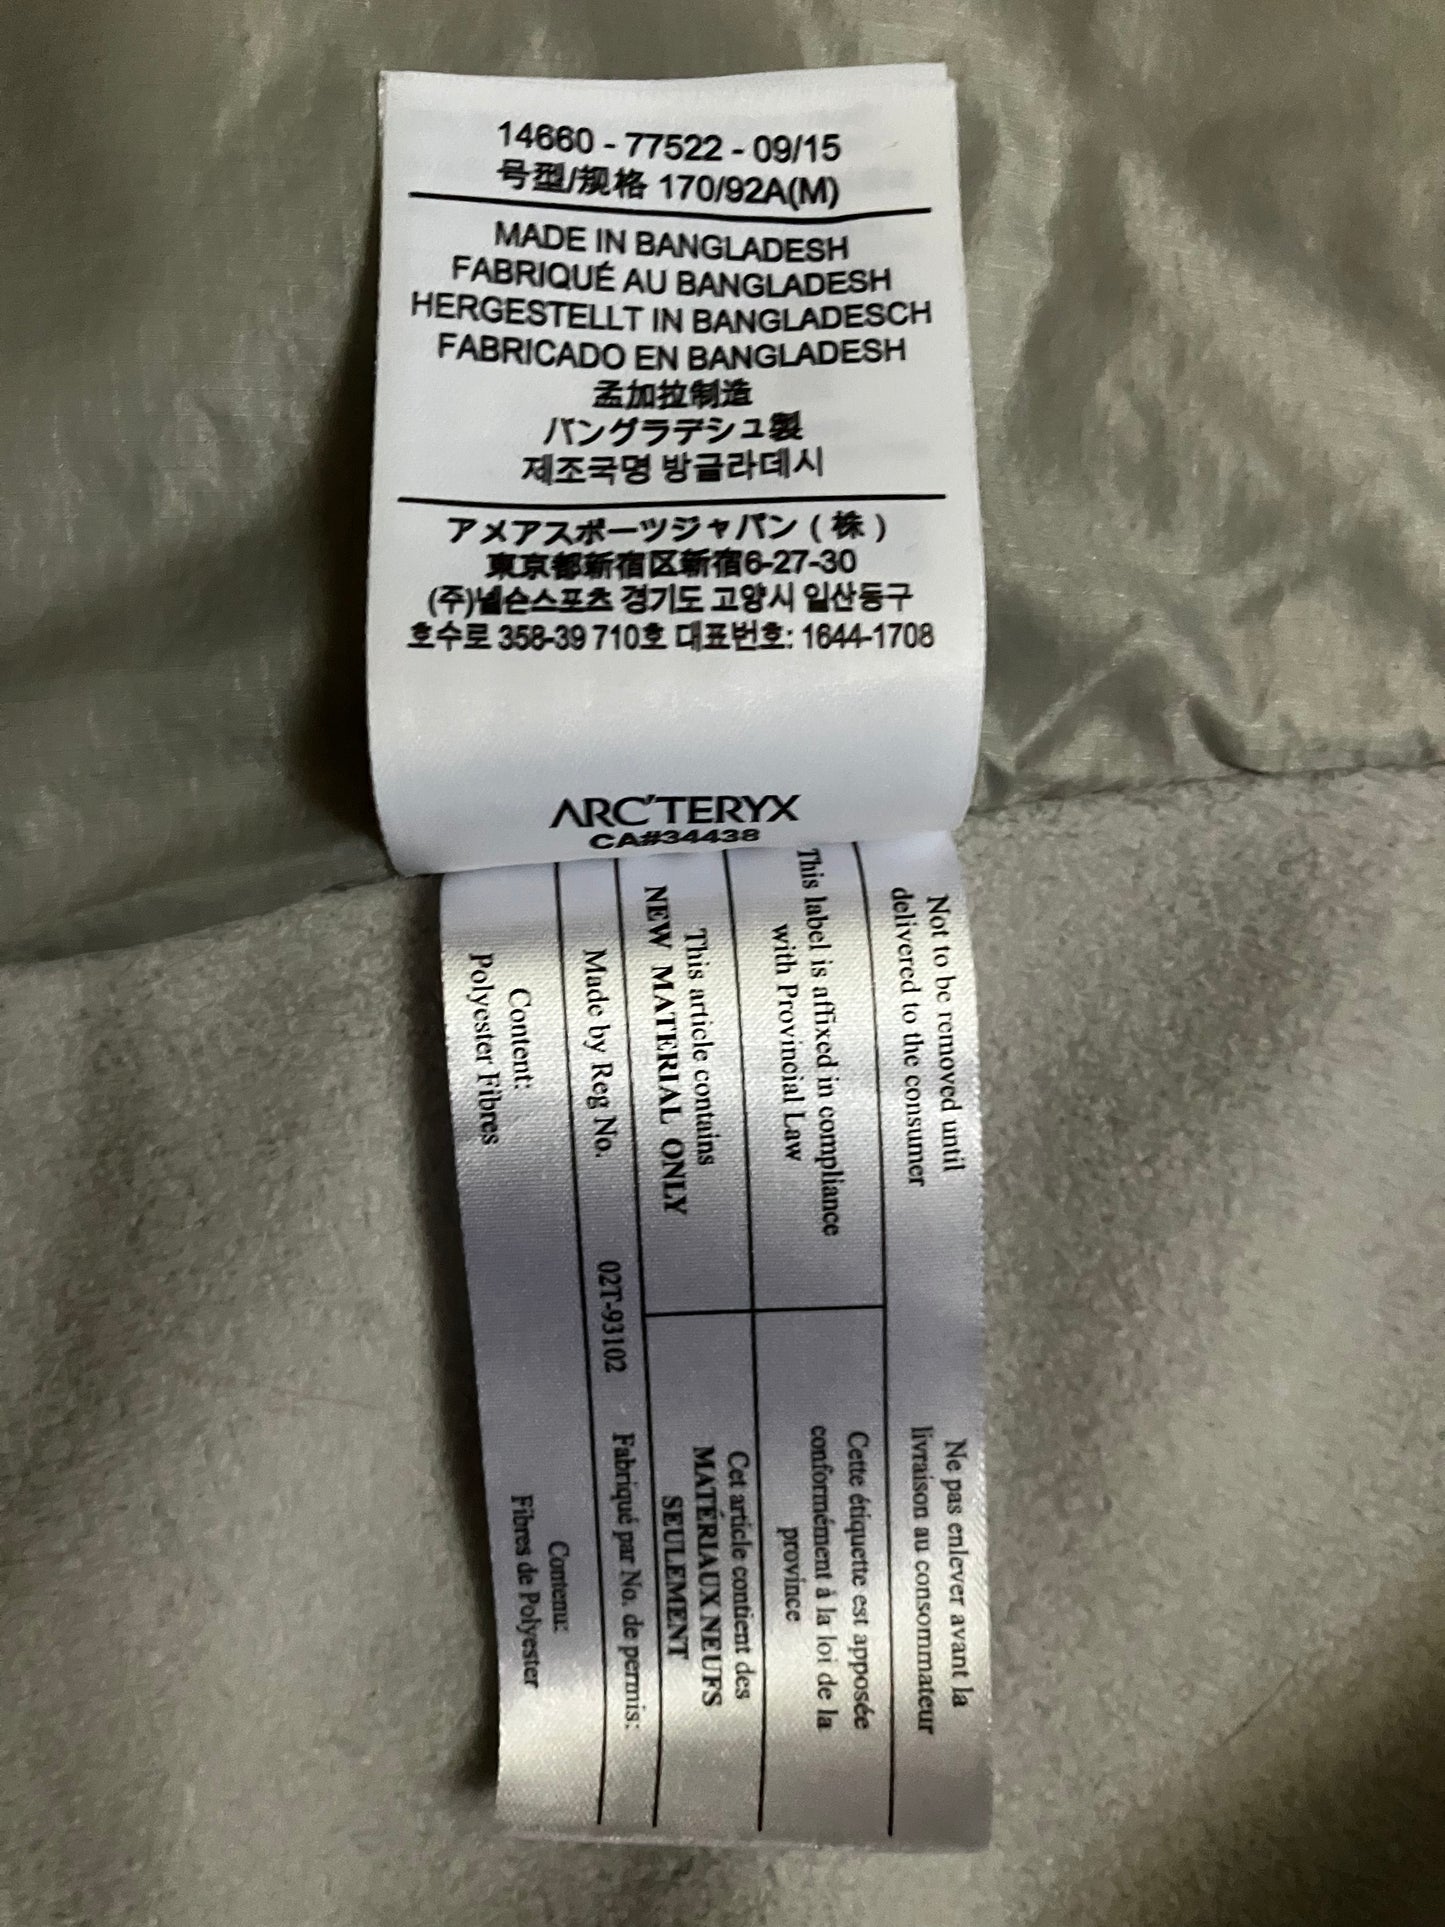 14660 - 77522 - 09/15
号型/规格 170/92A(M)
MADE IN BANGLADESH
FABRIQUÉ AU BANGLADESH
HERGESTELLT IN BANGLADESCH
FABRICADO EN BANGLADESH
孟加拉制造
バングラデシュ製
제조국명 방글라데시
アメアスポーツジャパン ( 株 )
東京都新宿区新宿6-27-30
(주)넬슨스포츠 경기도 고양시 일산동구
호수로 358-39 710호 대표번호: 1644-1708
ARC'TERYX
CA#34438
Not to be removed until
delivered to the consumer
Ne pas enlever avant la
livraison au consommateur
This label is affixed in compliance
with Provincial Law
Cette étiquette est apposée
conformément à la loi de la
province
This article contains
NEW MATERIAL ONLY
Cet article contient des
MATÉRIAUX NEUFS
SEULEMENT
Made by Reg No. 02T-93102 Fabriqué par No. de permis:
Content:
Polyester Fibres
Contenu:
Fibres de Polyester